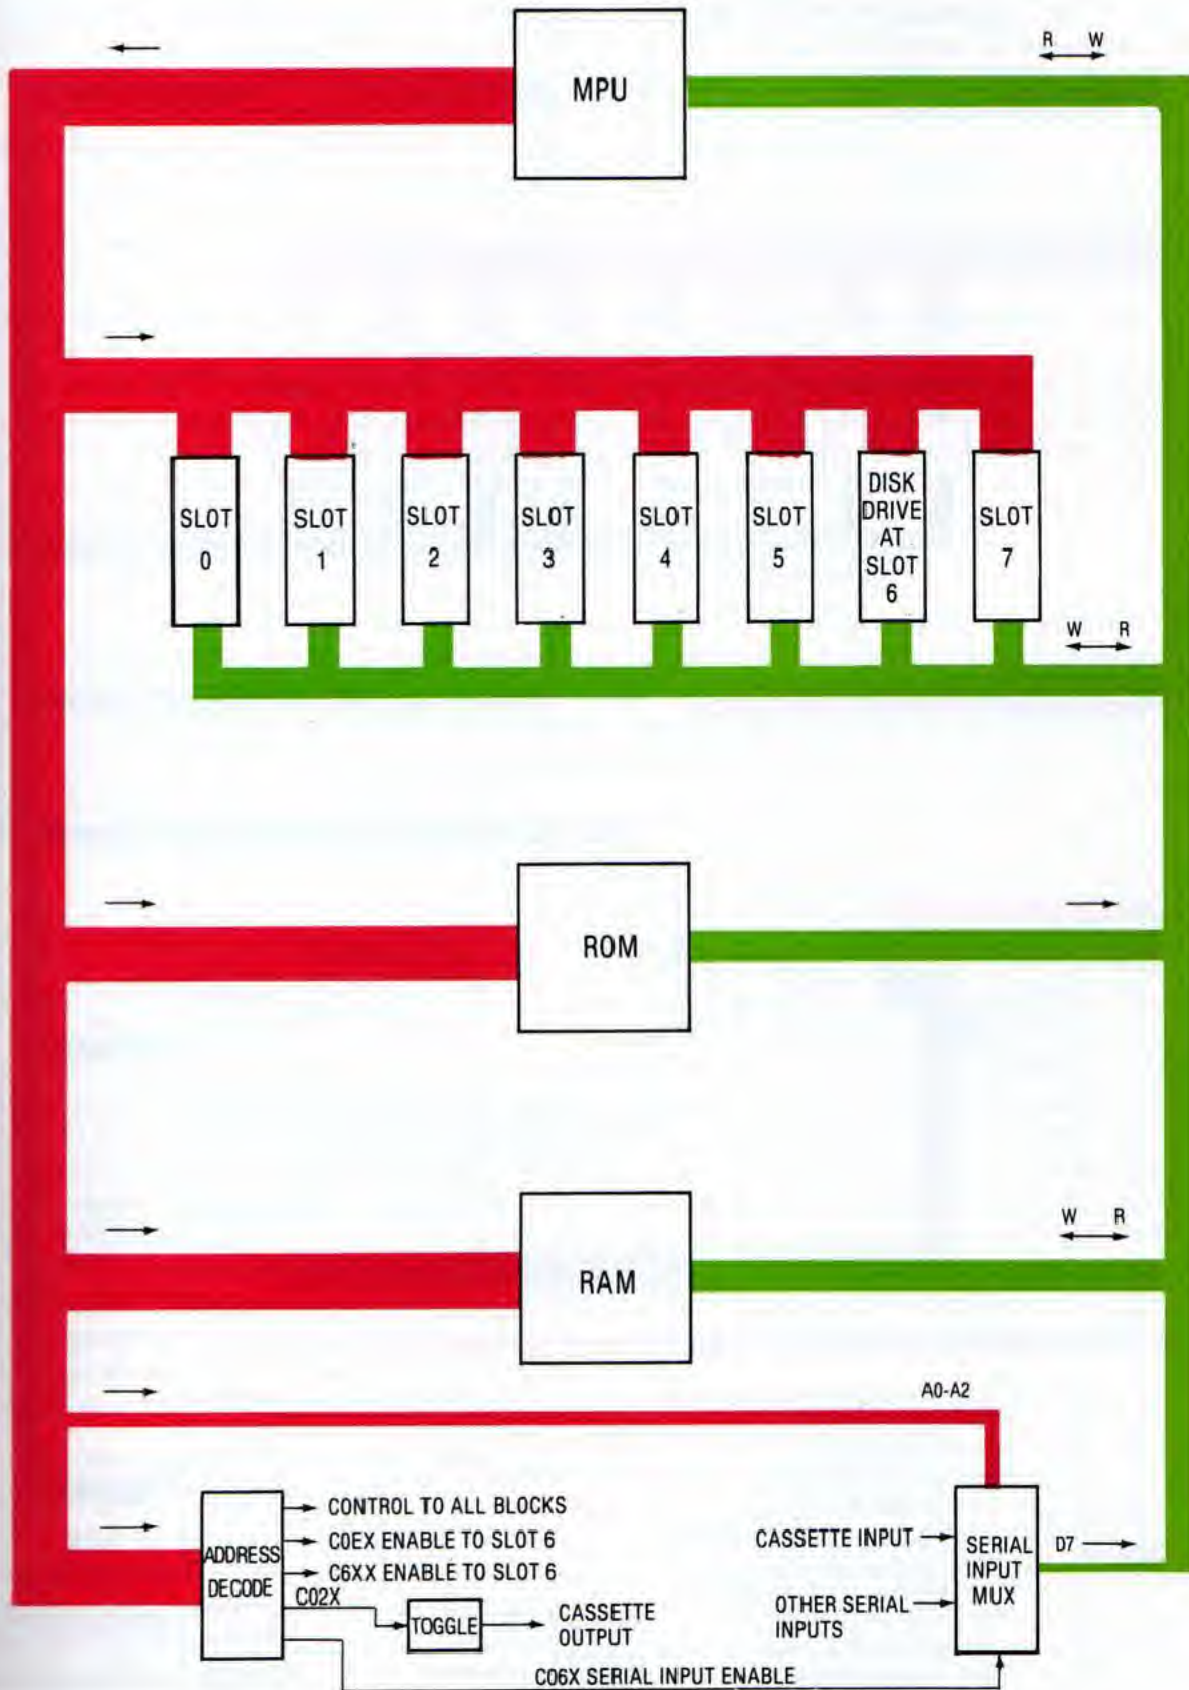 MPU
R W
SLOT 0
SLOT 1
SLOT 2
SLOT 3
SLOT 4
SLOT 5
DISK
DRIVE
AT
SLOT
6
SLOT 7
W R
ROM
RAM
W R
A0-A2
ADDRESS
DECODE
CONTROL TO ALL BLOCKS
C0EX ENABLE TO SLOT 6
C6XX ENABLE TO SLOT 6
C02X
TOGGLE
CASSETTE
OUTPUT
C06X SERIAL INPUT ENABLE
CASSETTE INPUT
OTHER SERIAL
INPUTS
SERIAL
INPUT
MUX
D7